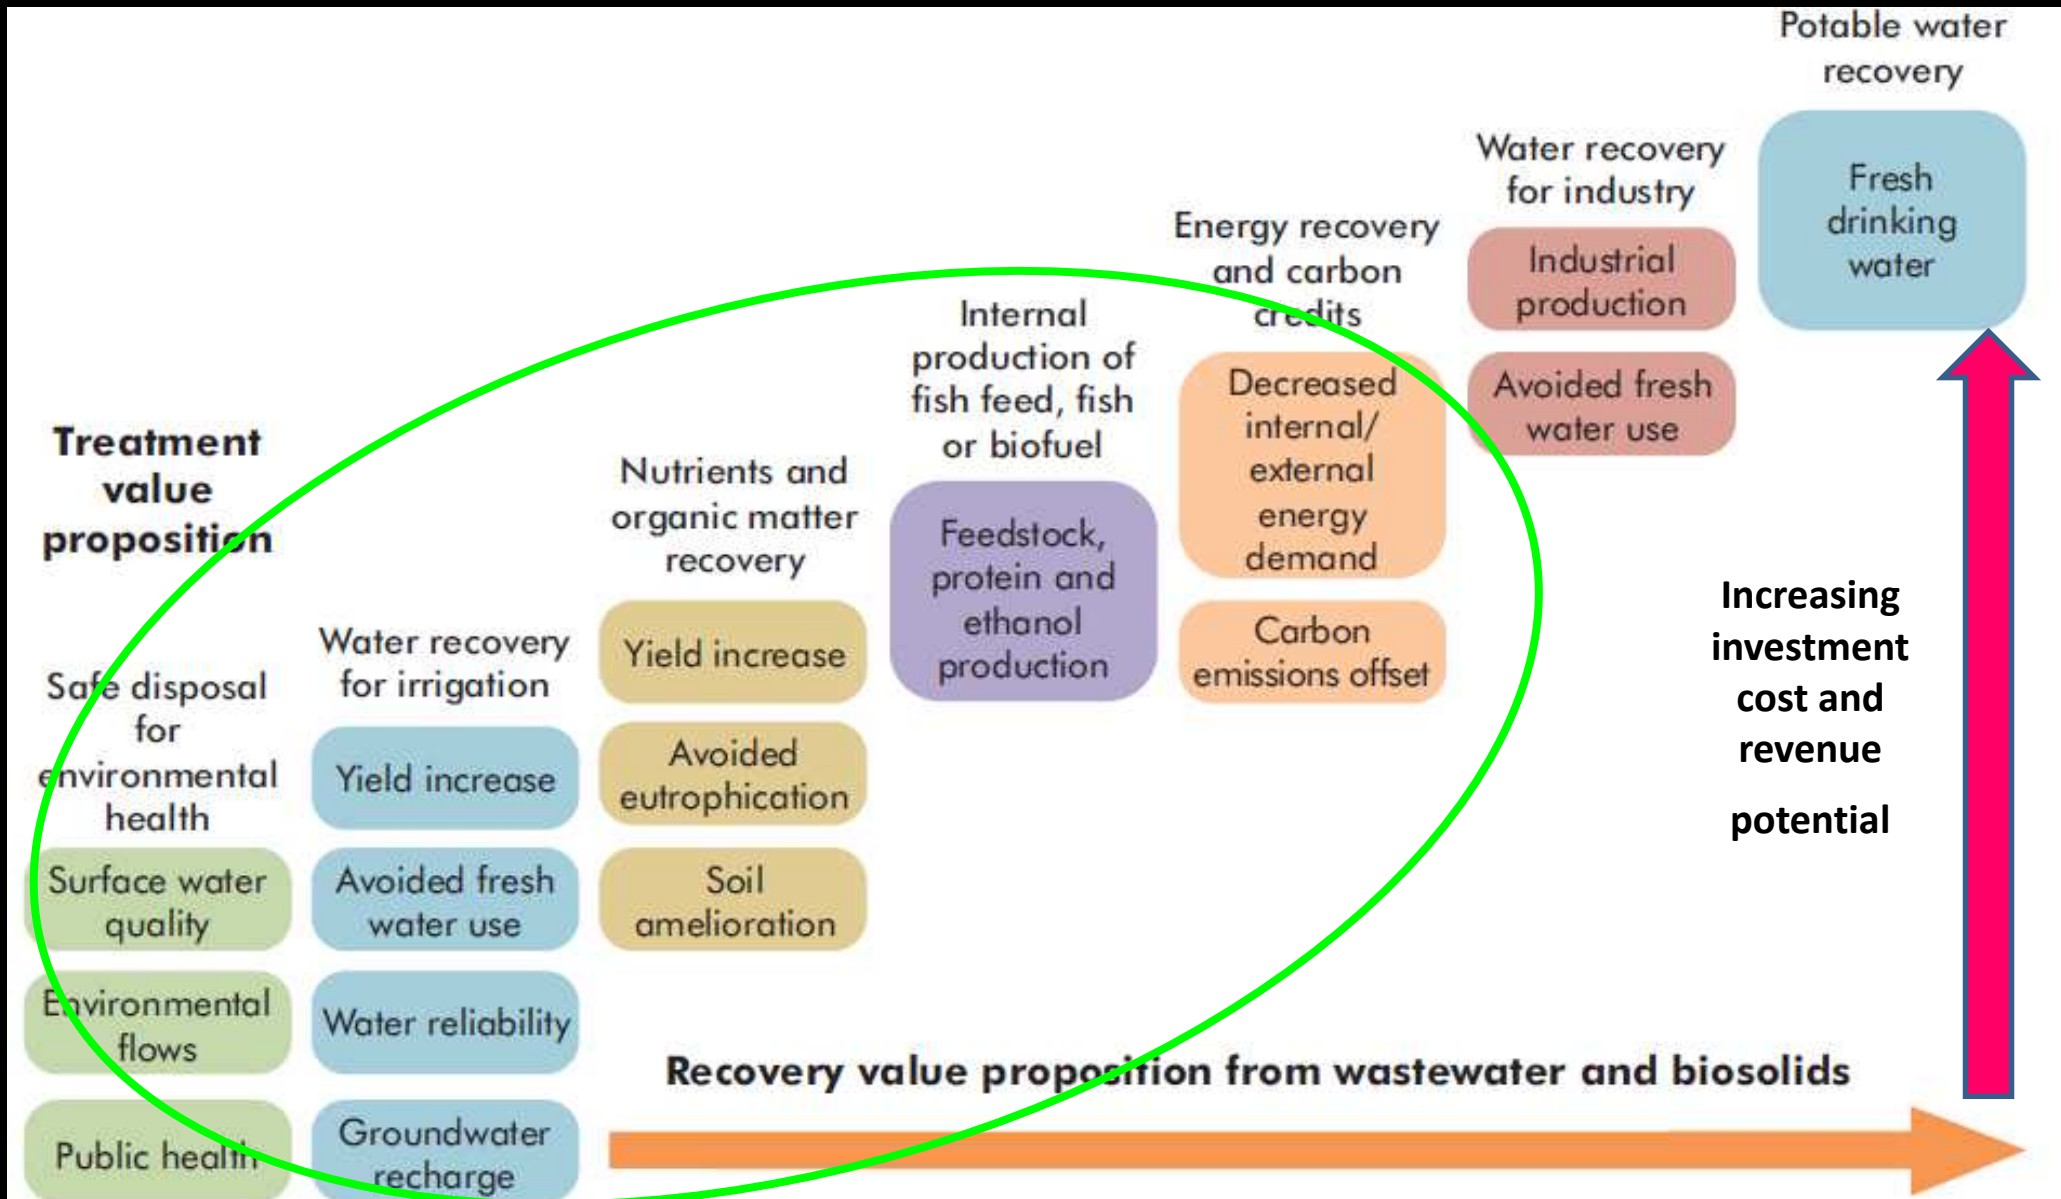 Treatment
value
proposition
Safe disposal
for
environmental
health
Surface water
quality
Environmental
flows
Public health
Water recovery
for irrigation
Yield increase
Avoided fresh
water use
Water reliability
Groundwater
recharge
Nutrients and
organic matter
recovery
Yield increase
Avoided
eutrophication
Soil
amelioration
Internal
production of
fish feed, fish
or biofuel
Feedstock,
protein and
ethanol
production
Energy recovery
and carbon
credits
Decreased
internal/
external
energy
demand
Carbon
emissions offset
Water recovery
for industry
Industrial
production
Avoided fresh
water use
Potable water
recovery
Fresh
drinking
water
Increasing
investment
cost and
revenue
potential
Recovery value proposition from wastewater and biosolids